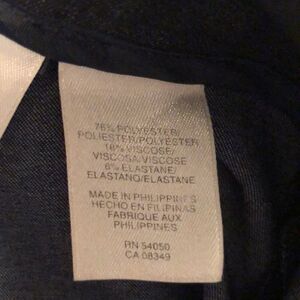 76% POLYESTER/
POLIESTER/POLYESTER
18% VISCOSE/
VISCOSA/VISCOSE
6% ELASTANE/
ELASTANO/ELASTANE
MADE IN PHILIPPINES
HECHO EN FILIPINAS
FABRIQUE AUX
PHILIPPINES
RN 54050
CA 08349